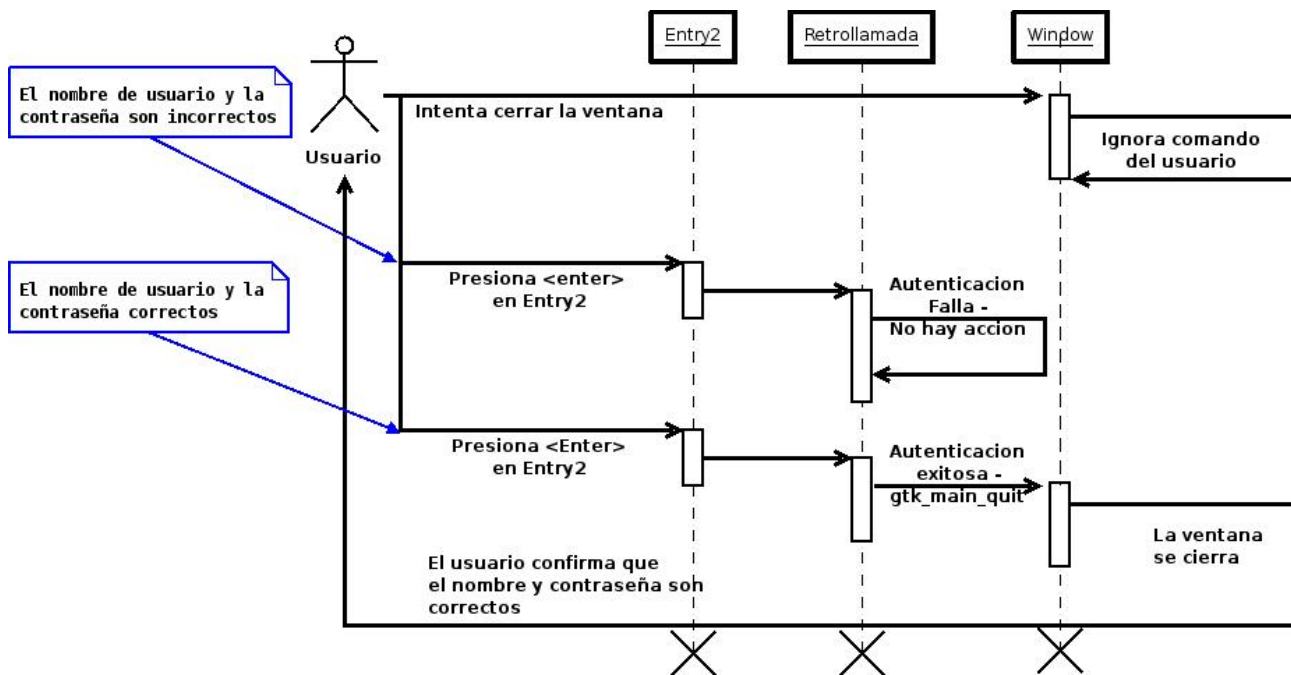 Entry2
Retrollamada
Window
El nombre de usuario y la
contraseña son incorrectos
Usuario
Intenta cerrar la ventana
Ignora comando
del usuario
Presiona <enter>
en Entry2
Autenticacion
Falla -
No hay accion
El nombre de usuario y la
contraseña correctos
Presiona <Enter>
en Entry2
Autenticacion
exitosa -
gtk_main_quit
La ventana
se cierra
El usuario confirma que
el nombre y contraseña son
correctos